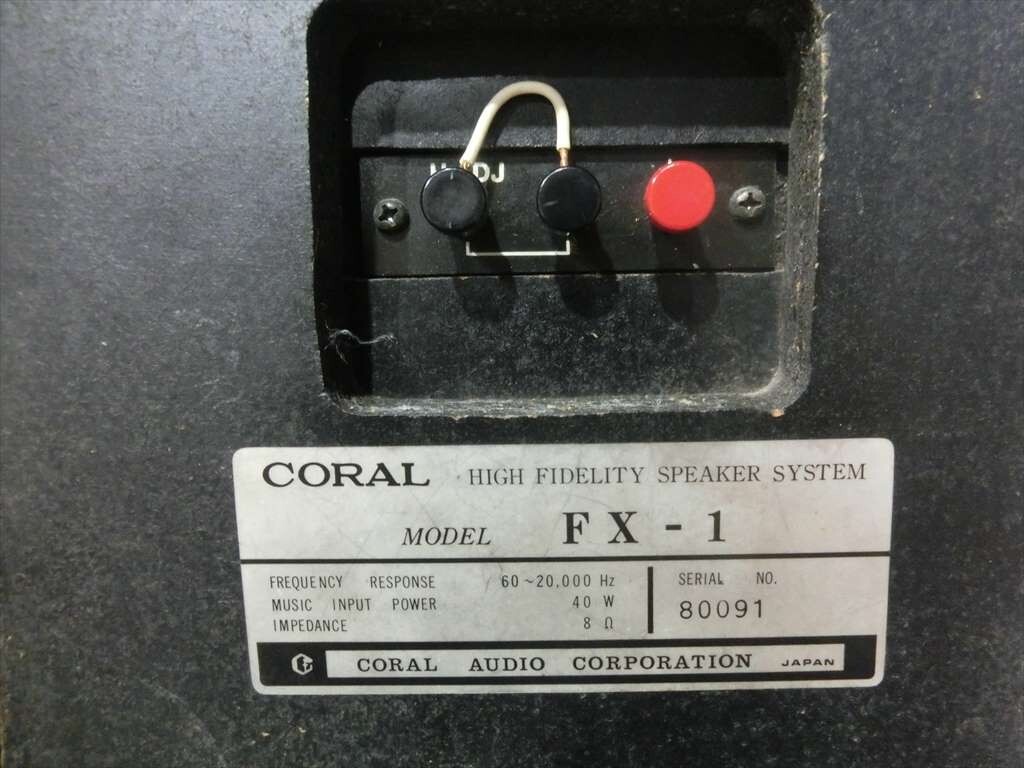 DJ
CORAL HIGH FIDELITY SPEAKER SYSTEM
MODEL FX-1
FREQUENCY RESPONSE 60~20,000 Hz
MUSIC INPUT POWER 40 W
IMPEDANCE 8 Ω
SERIAL NO.
80091
CORAL AUDIO CORPORATION JAPAN